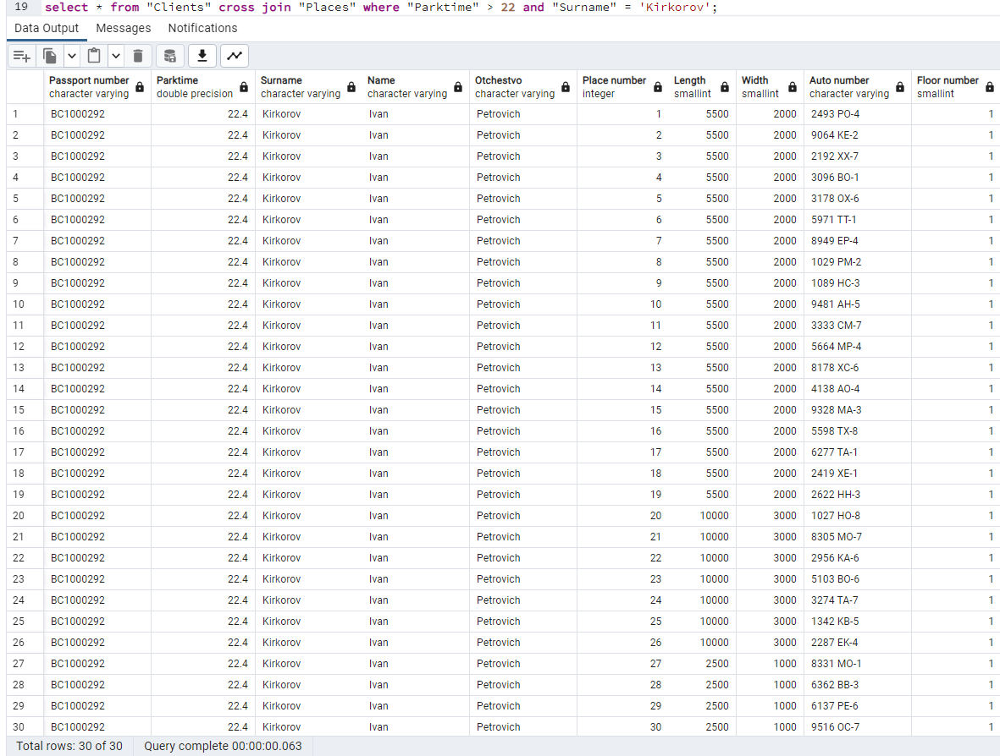 19 select * from "Clients" cross join "Places" where "Parktime" > 22 and "Surname" = 'Kirkorov';
Data Output Messages Notifications
Passport number Parktime Surname Name Otchestvo Place number Length Width Auto number Floor number
character varying double precision character varying character varying character varying integer smallint smallint character varying smallint
1 BC1000292 22.4 Kirkorov Ivan Petrovich 1 5500 2000 2493 PO-4 1
2 BC1000292 22.4 Kirkorov Ivan Petrovich 2 5500 2000 9064 KE-2 1
3 BC1000292 22.4 Kirkorov Ivan Petrovich 3 5500 2000 2192 XX-7 1
4 BC1000292 22.4 Kirkorov Ivan Petrovich 4 5500 2000 3096 BO-1 1
5 BC1000292 22.4 Kirkorov Ivan Petrovich 5 5500 2000 3178 OX-6 1
6 BC1000292 22.4 Kirkorov Ivan Petrovich 6 5500 2000 5971 TT-1 1
7 BC1000292 22.4 Kirkorov Ivan Petrovich 7 5500 2000 8949 EP-4 1
8 BC1000292 22.4 Kirkorov Ivan Petrovich 8 5500 2000 1029 PM-2 1
9 BC1000292 22.4 Kirkorov Ivan Petrovich 9 5500 2000 1089 HC-3 1
10 BC1000292 22.4 Kirkorov Ivan Petrovich 10 5500 2000 9481 AH-5 1
11 BC1000292 22.4 Kirkorov Ivan Petrovich 11 5500 2000 3333 CM-7 1
12 BC1000292 22.4 Kirkorov Ivan Petrovich 12 5500 2000 5664 MP-4 1
13 BC1000292 22.4 Kirkorov Ivan Petrovich 13 5500 2000 8178 XC-6 1
14 BC1000292 22.4 Kirkorov Ivan Petrovich 14 5500 2000 4138 AO-4 1
15 BC1000292 22.4 Kirkorov Ivan Petrovich 15 5500 2000 9328 MA-3 1
16 BC1000292 22.4 Kirkorov Ivan Petrovich 16 5500 2000 5598 TX-8 1
17 BC1000292 22.4 Kirkorov Ivan Petrovich 17 5500 2000 6277 TA-1 1
18 BC1000292 22.4 Kirkorov Ivan Petrovich 18 5500 2000 2419 XE-1 1
19 BC1000292 22.4 Kirkorov Ivan Petrovich 19 5500 2000 2622 HH-3 1
20 BC1000292 22.4 Kirkorov Ivan Petrovich 20 10000 3000 1027 HO-8 1
21 BC1000292 22.4 Kirkorov Ivan Petrovich 21 10000 3000 8305 MO-7 1
22 BC1000292 22.4 Kirkorov Ivan Petrovich 22 10000 3000 2956 KA-6 1
23 BC1000292 22.4 Kirkorov Ivan Petrovich 23 10000 3000 5103 BO-6 1
24 BC1000292 22.4 Kirkorov Ivan Petrovich 24 10000 3000 3274 TA-7 1
25 BC1000292 22.4 Kirkorov Ivan Petrovich 25 10000 3000 1342 KB-5 1
26 BC1000292 22.4 Kirkorov Ivan Petrovich 26 10000 3000 2287 EK-4 1
27 BC1000292 22.4 Kirkorov Ivan Petrovich 27 2500 1000 8331 MO-1 1
28 BC1000292 22.4 Kirkorov Ivan Petrovich 28 2500 1000 6362 BB-3 1
29 BC1000292 22.4 Kirkorov Ivan Petrovich 29 2500 1000 6137 PE-6 1
30 BC1000292 22.4 Kirkorov Ivan Petrovich 30 2500 1000 9516 OC-7 1
Total rows: 30 of 30 Query complete 00:00:00.063